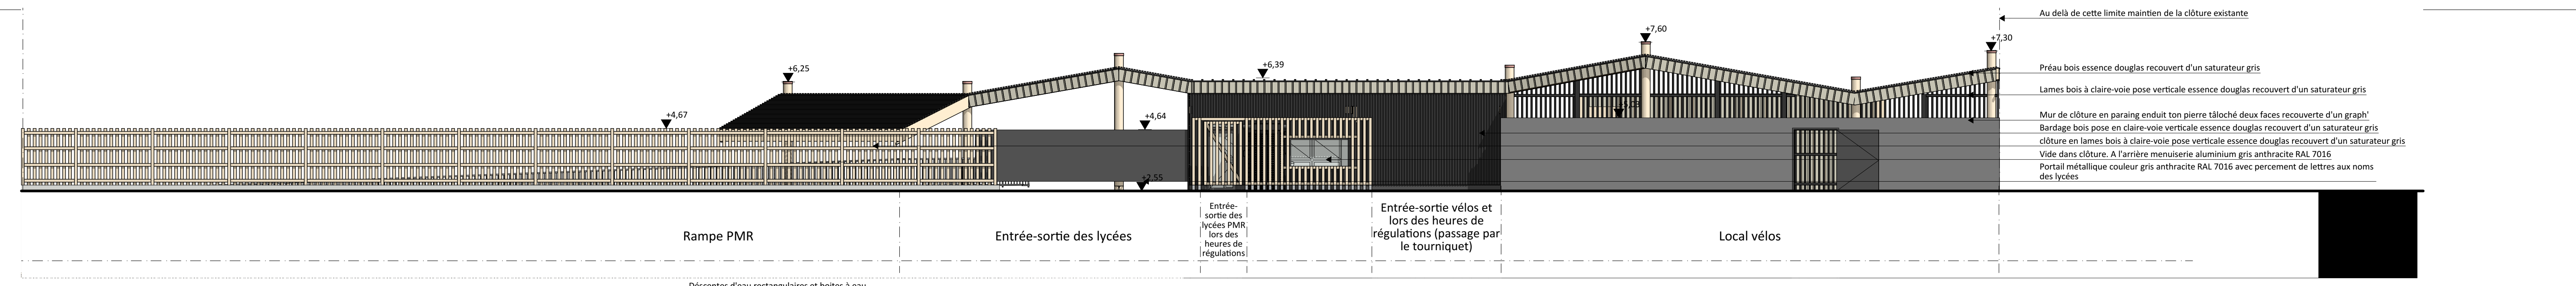 Au delà de cette limite maintien de la clôture existante
+7,60
+7,30
+6,25
+6,39
Préau bois essence douglas recouvert d'un saturateur gris
Lames bois à claire-voie pose verticale essence douglas recouvert d'un saturateur gris
+4,67
+4,64
Mur de clôture en paraing enduit ton pierre tâloché deux faces recouverte d'un graph'
Bardage bois pose en claire-voie verticale essence douglas recouvert d'un saturateur gris
clôture en lames bois à claire-voie pose verticale essence douglas recouvert d'un saturateur gris
Vide dans clôture. A l'arrière menuiserie aluminium gris anthracite RAL 7016
Portail métallique couleur gris anthracite RAL 7016 avec percement de lettres aux noms
des lycées
+2,55
Rampe PMR
Entrée-sortie des lycées
Entrée-
sortie des
lycées PMR
lors des
heures de
régulations
Entrée-sortie vélos et
lors des heures de
régulations (passage par
le tourniquet)
Local vélos
Déscentes d'eau rectangulaires et boites à eau